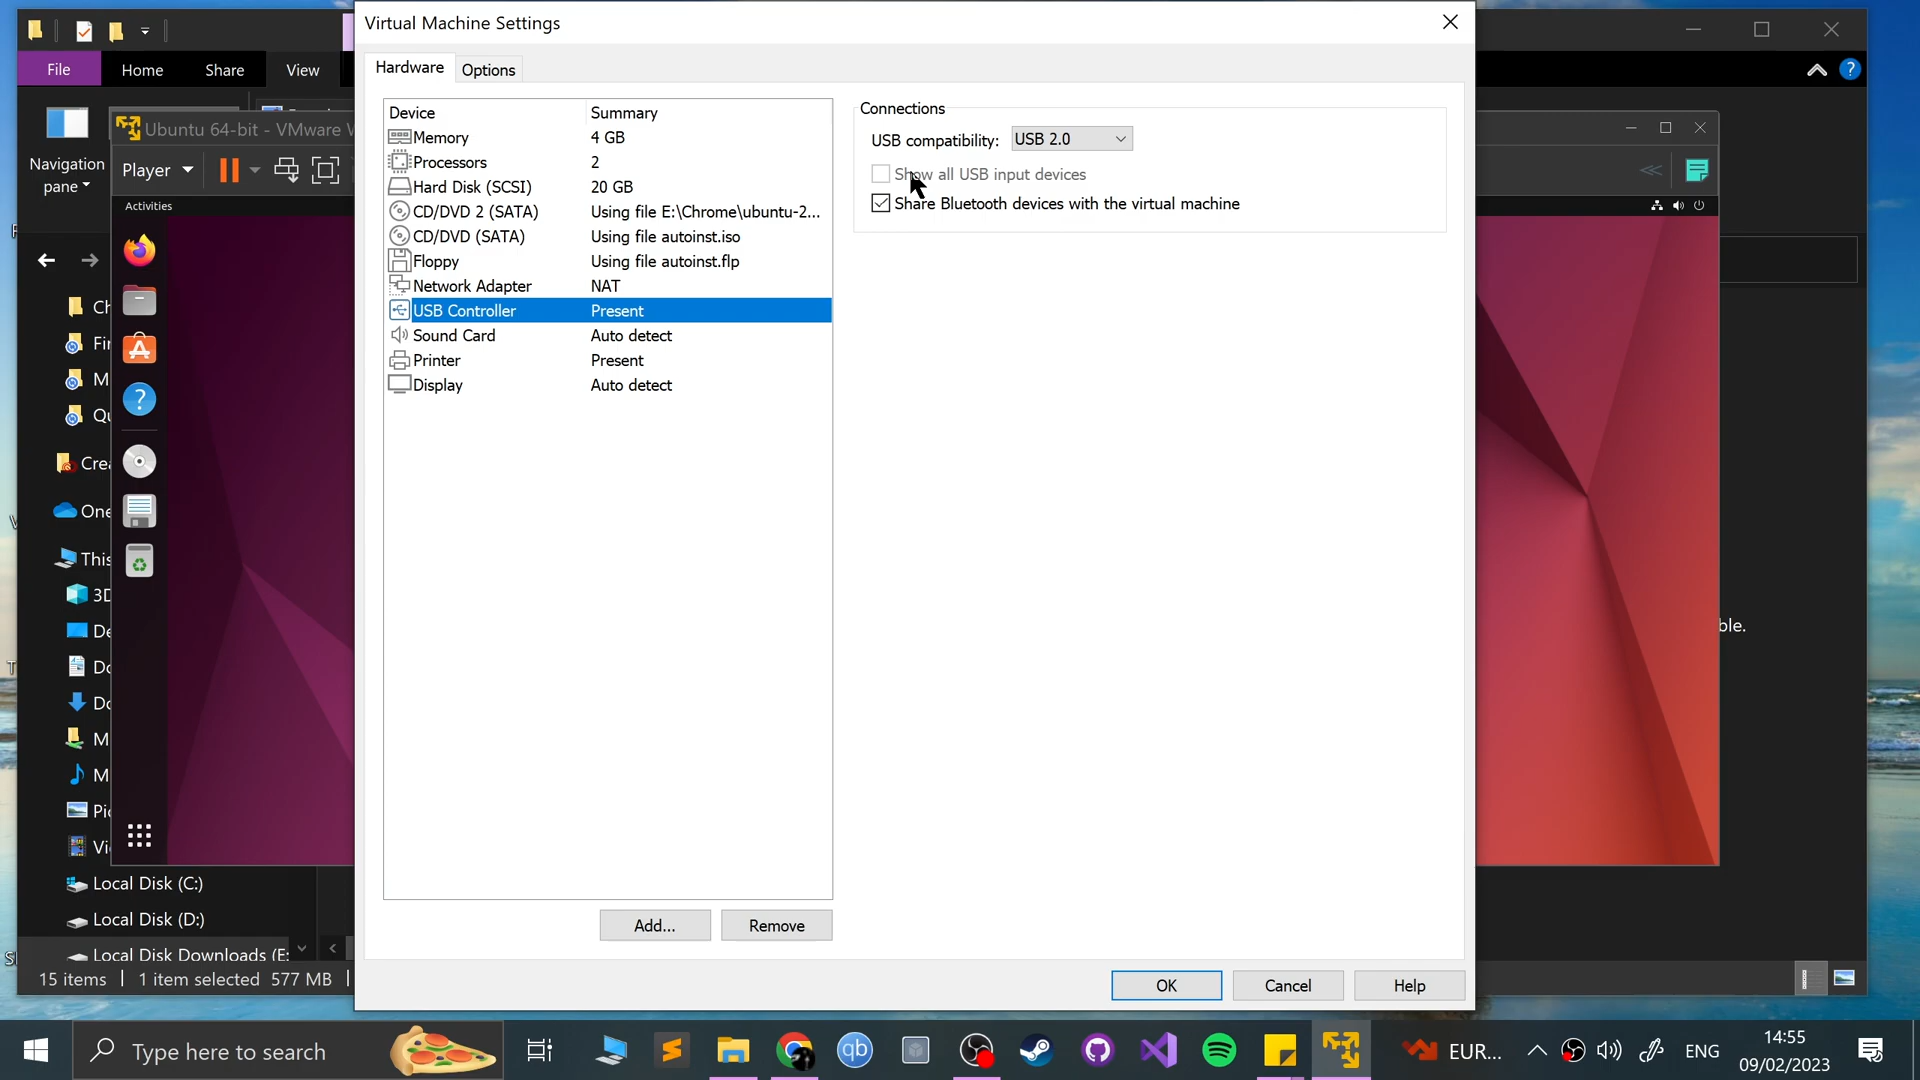 Virtual Machine Settings
File
Home
Share
View
Hardware
Options
Navigation
pane
Ubuntu 64-bit - VMware
Player
Activities
Device
Summary
Memory
4 GB
Processors
2
Hard Disk (SCSI)
20 GB
CD/DVD 2 (SATA)
Using file E:\Chrome\ubuntu-2...
CD/DVD (SATA)
Using file autoinst.iso
Floppy
Using file autoinst.flp
Network Adapter
NAT
USB Controller
Present
Sound Card
Auto detect
Printer
Present
Display
Auto detect
Connections
USB compatibility:
USB 2.0
Show all USB input devices
Share Bluetooth devices with the virtual machine
This
Local Disk (C:)
Local Disk (D:)
Local Disk Downloads (E:
15 items
1 item selected 577 MB
Add...
Remove
OK
Cancel
Help
ble.
Type here to search
qb
EUR...
ENG
14:55
09/02/2023